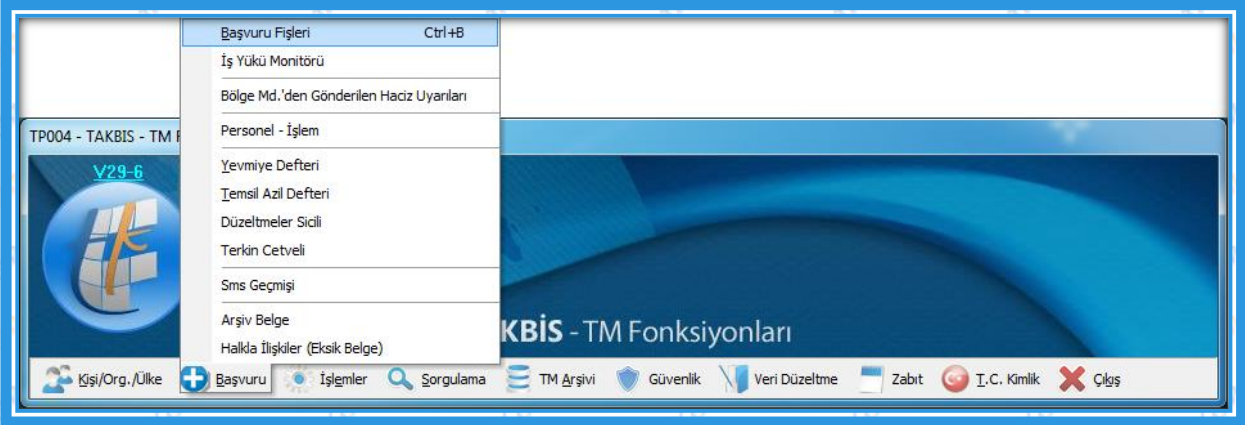 Başvuru Fişleri Ctrl+B
İş Yükü Monitörü
Bölge Md.'den Gönderilen Haciz Uyarıları
Personel - İşlem
TP004 - TAKBIS - TM F
Yevmiye Defteri
V29-6
Temsil Azil Defteri
Düzeltmeler Sicili
Terkin Cetveli
Sms Geçmişi
Arşiv Belge
KBİS - TM Fonksiyonları
Halkla İlişkiler (Eksik Belge)
Kişi/Org./Ülke Başvuru İşlemler Sorgulama TM Arşivi Güvenlik Veri Düzeltme Zabıt T.C. Kimlik Çıkış